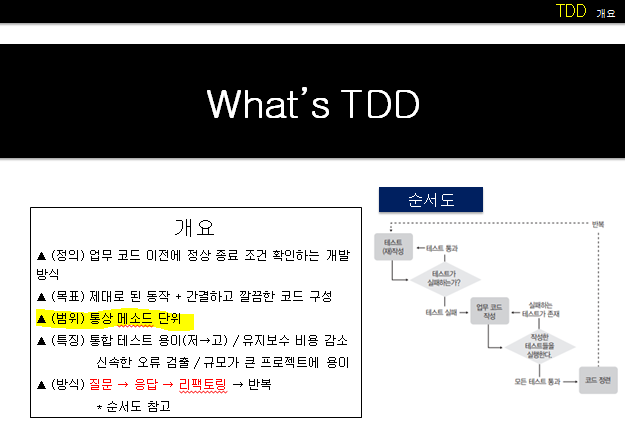 TDD 개요
What's TDD
개요
▲ (정의) 업무 코드 이전에 정상 종료 조건 확인하는 개발
방식
▲ (목표) 제대로 된 동작 + 간결하고 깔끔한 코드 구성
▲ (범위) 통상 메소드 단위
▲ (특징) 통합 테스트 용이(저→고) / 유지보수 비용 감소
신속한 오류 검출 / 규모가 큰 프로젝트에 용이
▲ (방식) 질문 → 응답 → 리팩토링 → 반복
* 순서도 참고
순서도
반복
테스트
(재)작성
테스트 통과
테스트가
실패하는가?
테스트 실패
업무 코드
작성
실패하는
테스트가 존재
작성한
테스트들을
실행한다.
모든 테스트 통과
코드 정련